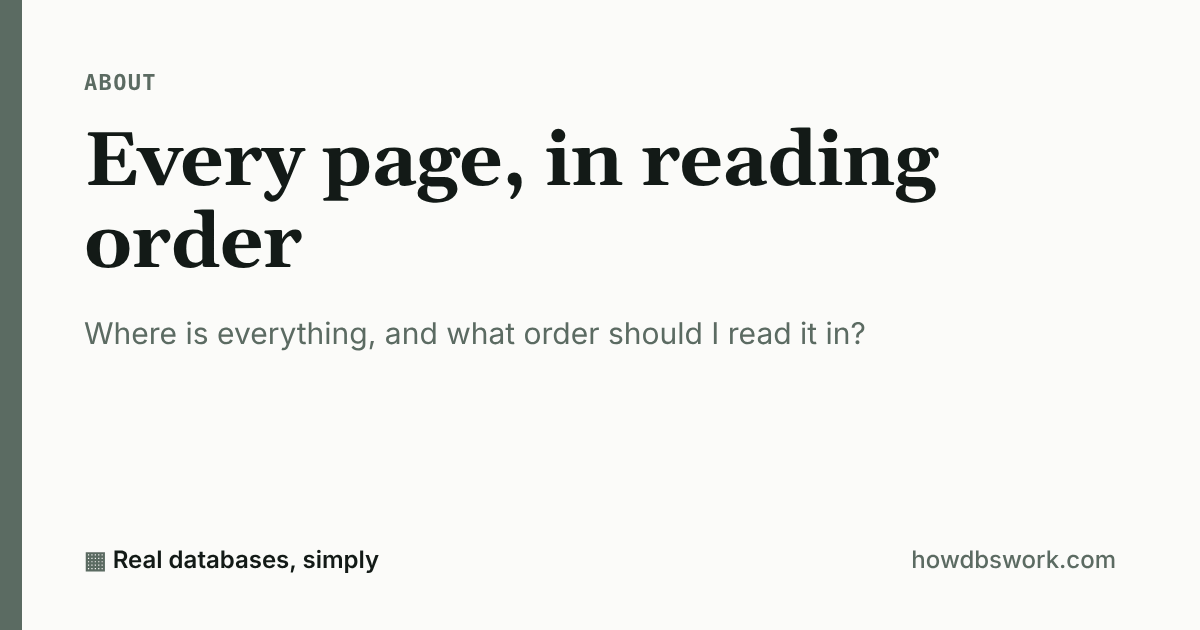 ABOUT
Every page, in reading
order
Where is everything, and what order should I read it in?
▦ Real databases, simply
howdbswork.com